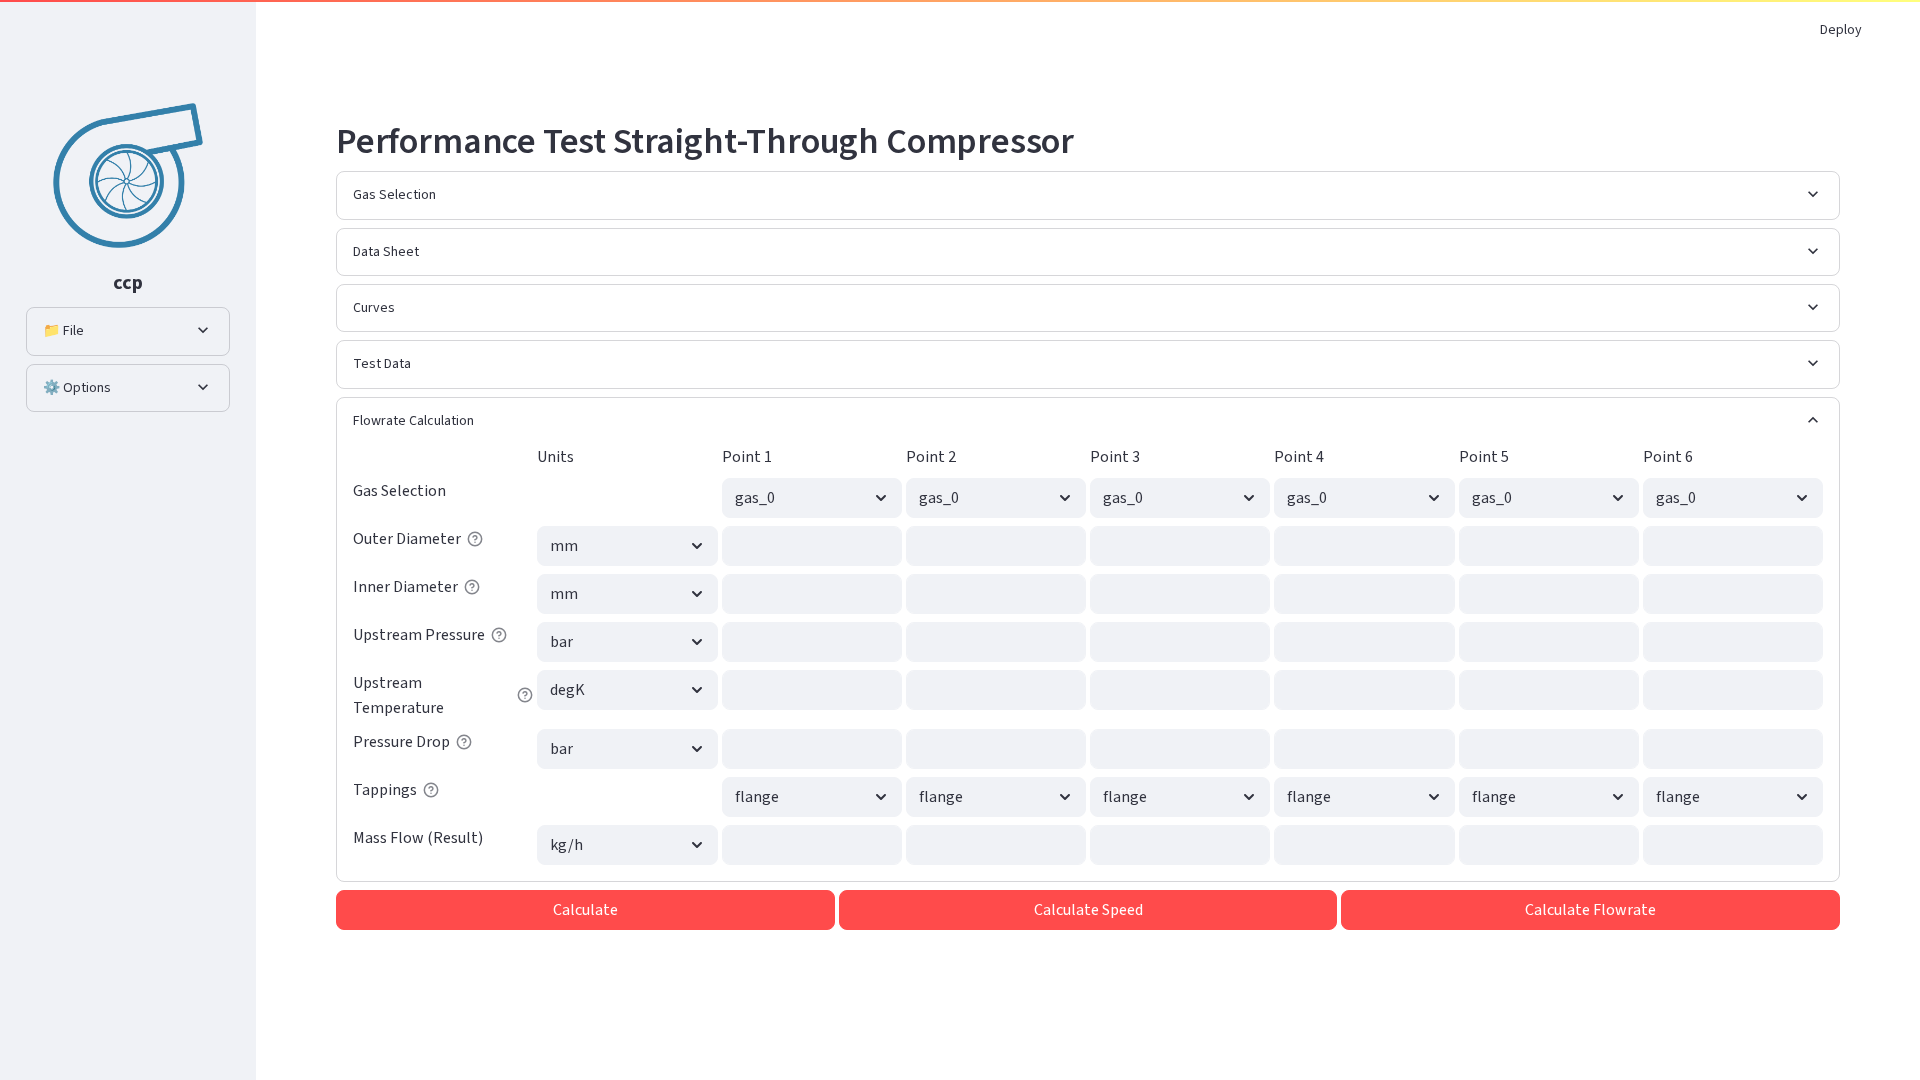 Deploy
ccp
📁 File
⚙️ Options
Performance Test Straight-Through Compressor
Gas Selection
Data Sheet
Curves
Test Data
Flowrate Calculation
Units Point 1 Point 2 Point 3 Point 4 Point 5 Point 6
Gas Selection gas_0 gas_0 gas_0 gas_0 gas_0 gas_0
Outer Diameter mm
Inner Diameter mm
Upstream Pressure bar
Upstream
Temperature degK
Pressure Drop bar
Tappings flange flange flange flange flange flange
Mass Flow (Result) kg/h
Calculate Calculate Speed Calculate Flowrate